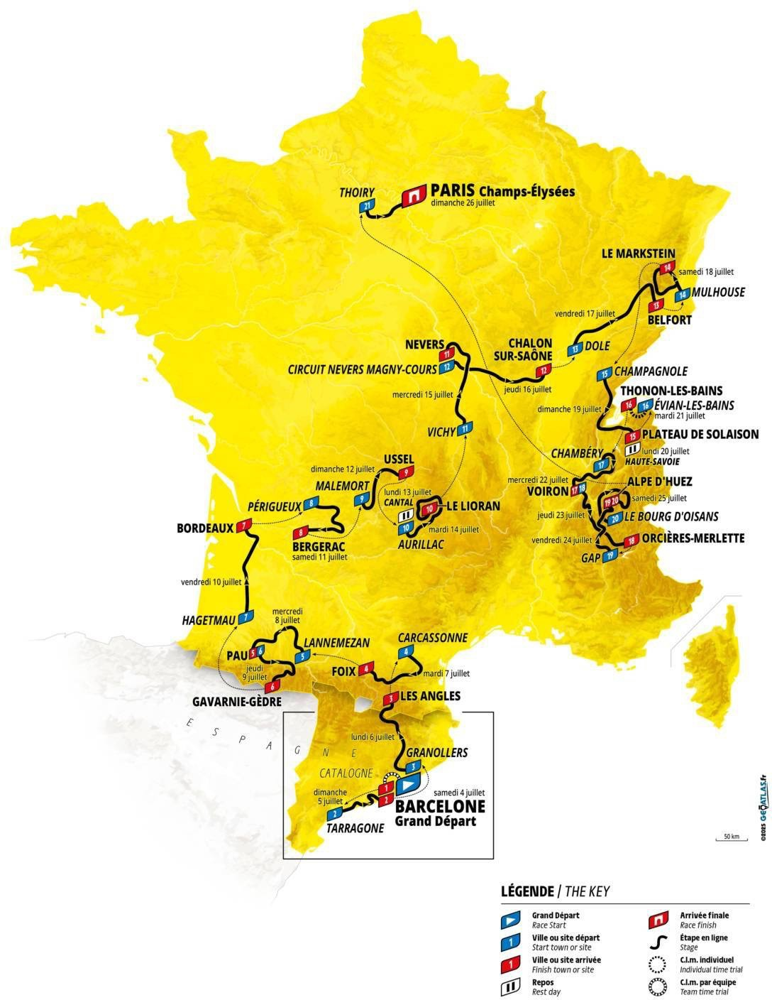 THOIRY
21
PARIS Champs-Élysées
dimanche 26 juillet
LE MARKSTEIN
14
samedi 18 juillet
14
MULHOUSE
13
BELFORT
vendredi 17 juillet
13
DOLE
CHALON
SUR-SAÔNE
12
jeudi 16 juillet
NEVERS
11
CIRCUIT NEVERS MAGNY-COURS
12
mercredi 15 juillet
VICHY
11
15
CHAMPAGNOLE
THONON-LES-BAINS
16
16
ÉVIAN-LES-BAINS
mardi 21 juillet
dimanche 19 juillet
15
PLATEAU DE SOLAISON
lundi 20 juillet
HAUTE-SAVOIE
CHAMBÉRY
17
mercredi 22 juillet
VOIRON
17
18
ALPE D'HUEZ
samedi 25 juillet
19 20
20
LE BOURG D'OISANS
jeudi 23 juillet
vendredi 24 juillet
18
ORCIÈRES-MERLETTE
GAP
19
USSEL
9
dimanche 12 juillet
MALEMORT
9
lundi 13 juillet
CANTAL
10
LE LIORAN
10
mardi 14 juillet
AURILLAC
PÉRIGUEUX
8
BORDEAUX
7
8
BERGERAC
samedi 11 juillet
vendredi 10 juillet
HAGETMAU
7
mercredi
8 juillet
LANNEMEZAN
5
PAU
5
6
jeudi
9 juillet
6
GAVARNIE-GÈDRE
CARCASSONNE
4
FOIX
4
mardi 7 juillet
3
LES ANGLES
ESPAGNE
lundi 6 juillet
GRANOLLERS
3
CATALOGNE
1
2
samedi 4 juillet
BARCELONE
Grand Départ
dimanche
5 juillet
2
TARRAGONE
50 km
©2025 GEOATLAS.fr
LÉGENDE / THE KEY
Grand Départ
Race Start
1
Ville ou site départ
Start town or site
1
Ville ou site arrivée
Finish town or site
Repos
Rest day
Arrivée finale
Race finish
Étape en ligne
Stage
C.l.m. individuel
Individual time trial
C.l.m. par équipe
Team time trial